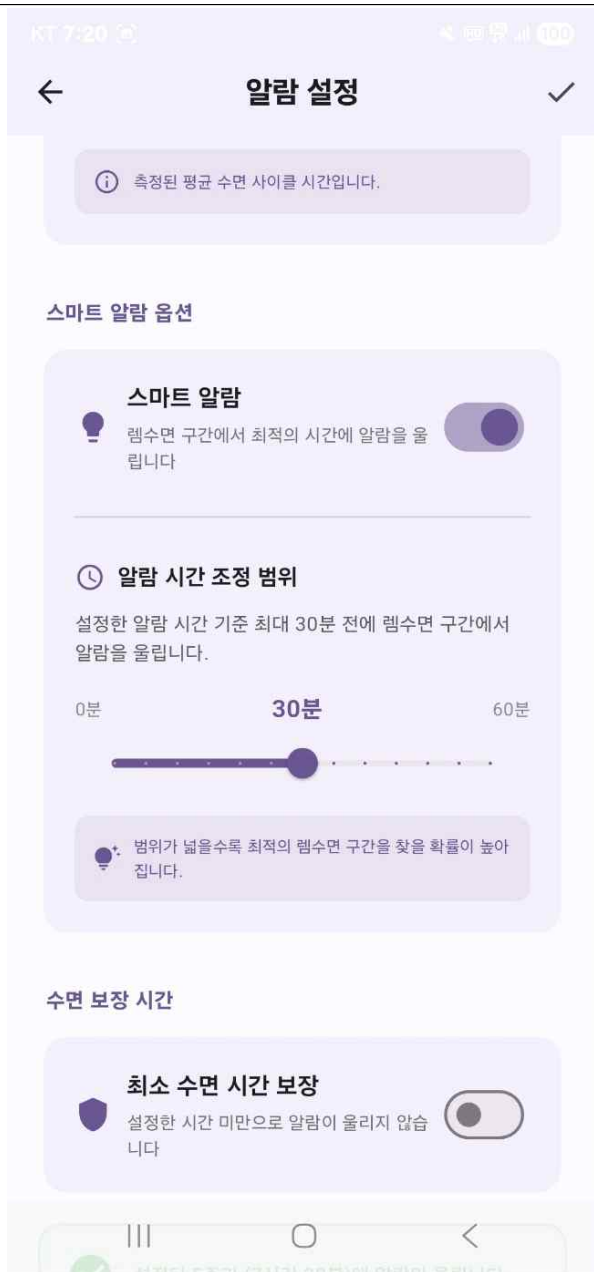 KT 7:20
100
알람 설정
측정된 평균 수면 사이클 시간입니다.
스마트 알람 옵션
스마트 알람
렘수면 구간에서 최적의 시간에 알람을 울
립니다
알람 시간 조정 범위
설정한 알람 시간 기준 최대 30분 전에 렘수면 구간에서
알람을 울립니다.
0분 30분 60분
범위가 넓을수록 최적의 렘수면 구간을 찾을 확률이 높아
집니다.
수면 보장 시간
최소 수면 시간 보장
설정한 시간 미만으로 알람이 울리지 않습
니다